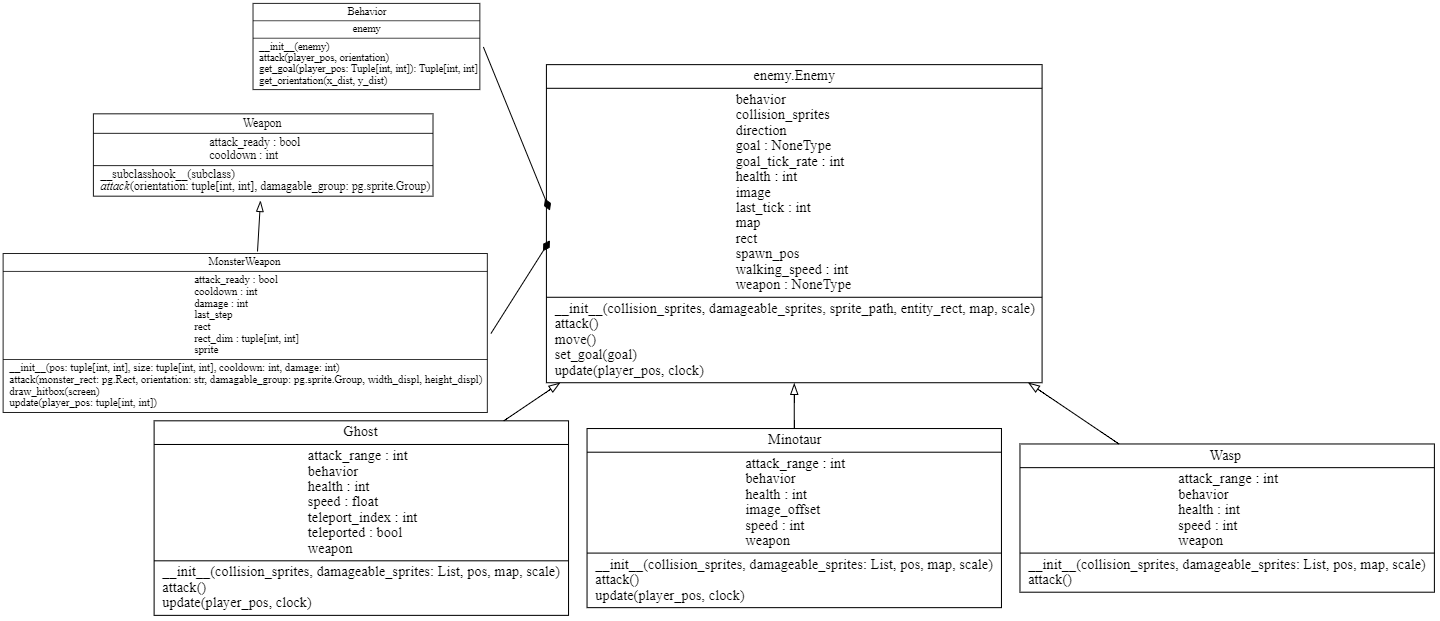 Behavior
enemy
__init__(enemy)
attack(player_pos, orientation)
get_goal(player_pos: Tuple[int, int]): Tuple[int, int]
get_orientation(x_dist, y_dist)
Weapon
attack_ready : bool
cooldown : int
__subclasshook__(subclass)
attack(orientation: tuple[int, int], damagable_group: pg.sprite.Group)
MonsterWeapon
attack_ready : bool
cooldown : int
damage : int
last_step
rect
rect_dim : tuple[int, int]
sprite
__init__(pos: tuple[int, int], size: tuple[int, int], cooldown: int, damage: int)
attack(monster_rect: pg.Rect, orientation: str, damagable_group: pg.sprite.Group, width_displ, height_displ)
draw_hitbox(screen)
update(player_pos: tuple[int, int])
enemy.Enemy
behavior
collision_sprites
direction
goal : NoneType
goal_tick_rate : int
health : int
image
last_tick : int
map
rect
spawn_pos
walking_speed : int
weapon : NoneType
__init__(collision_sprites, damageable_sprites, sprite_path, entity_rect, map, scale)
attack()
move()
set_goal(goal)
update(player_pos, clock)
Ghost
attack_range : int
behavior
health : int
speed : float
teleport_index : int
teleported : bool
weapon
__init__(collision_sprites, damageable_sprites: List, pos, map, scale)
attack()
update(player_pos, clock)
Minotaur
attack_range : int
behavior
health : int
image_offset
speed : int
weapon
__init__(collision_sprites, damageable_sprites: List, pos, map, scale)
attack()
update(player_pos, clock)
Wasp
attack_range : int
behavior
health : int
speed : int
weapon
__init__(collision_sprites, damageable_sprites: List, pos, map, scale)
attack()